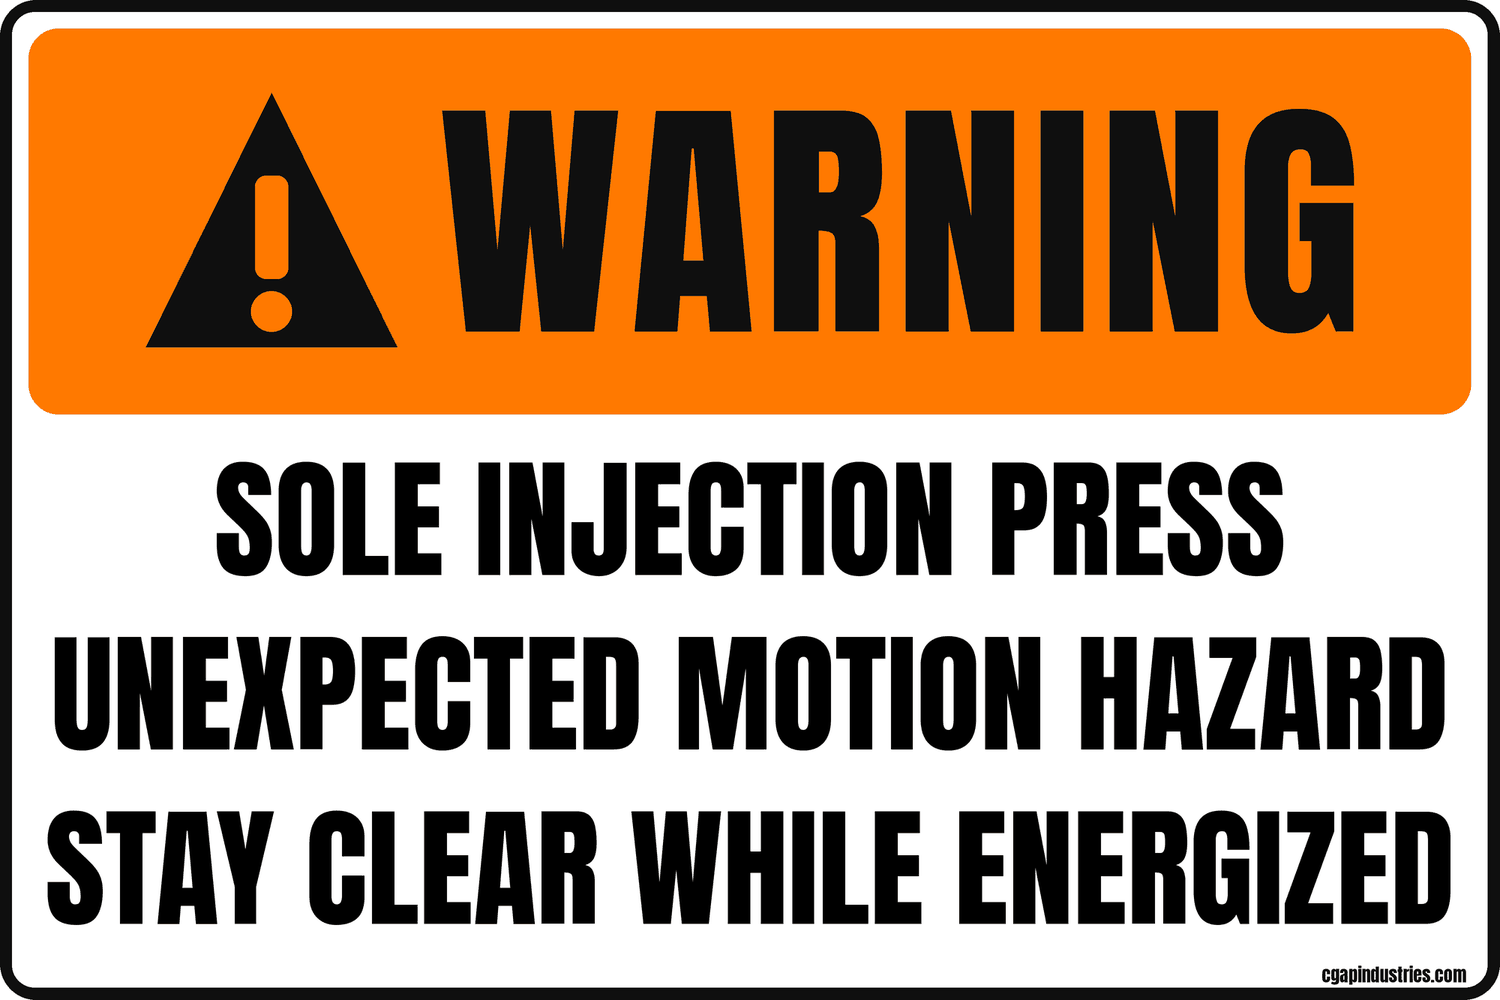 WARNING
SOLE INJECTION PRESS
UNEXPECTED MOTION HAZARD
STAY CLEAR WHILE ENERGIZED
cgapindustries.com